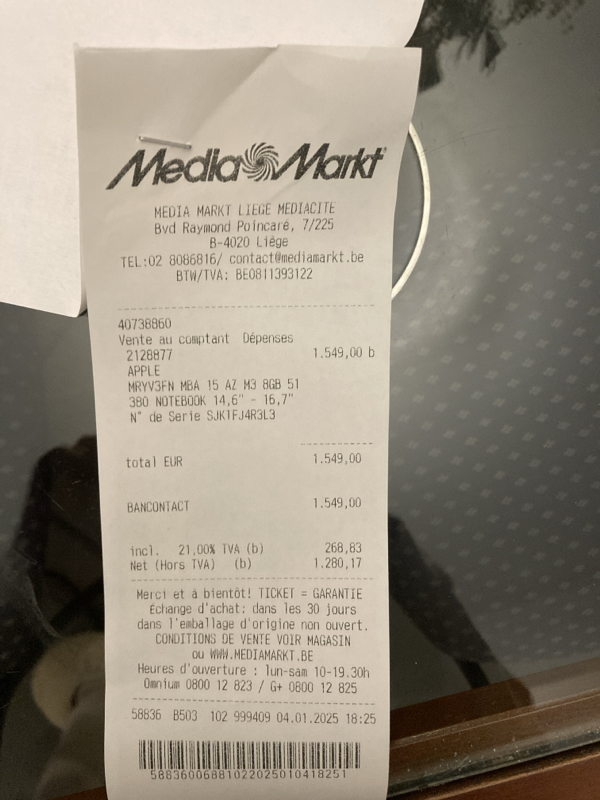 Media Markt
MEDIA MARKT LIEGE MEDIACITE
Bvd Raymond Poincaré, 7/225
B-4020 Liège
TEL:02 8086816/ contact@mediamarkt.be
BTW/TVA: BE0811393122
40738860
Vente au comptant Dépenses
2128877 1.549,00 b
APPLE
MRYV3FN MBA 15 AZ M3 8GB 51
380 NOTEBOOK 14,6" - 16,7"
N° de Serie SJK1FJ4R3L3
total EUR 1.549,00
BANCONTACT 1.549,00
incl. 21,00% TVA (b) 268,83
Net (Hors TVA) (b) 1.280,17
Merci et à bientôt! TICKET = GARANTIE
Échange d'achat: dans les 30 jours
dans l'emballage d'origine non ouvert.
CONDITIONS DE VENTE VOIR MAGASIN
ou WWW.MEDIAMARKT.BE
Heures d'ouverture : lun-sam 10-19.30h
Omnium 0800 12 823 / G+ 0800 12 825
58836 B503 102 999409 04.01.2025 18:25
5883600688102202501041825​1